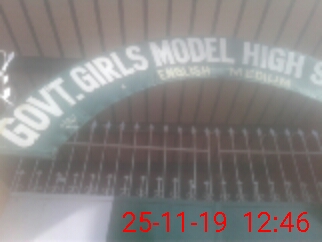 GOVT. GIRLS MODEL HIGH S
ENGLISH MEDIUM
25-11-19 12:46